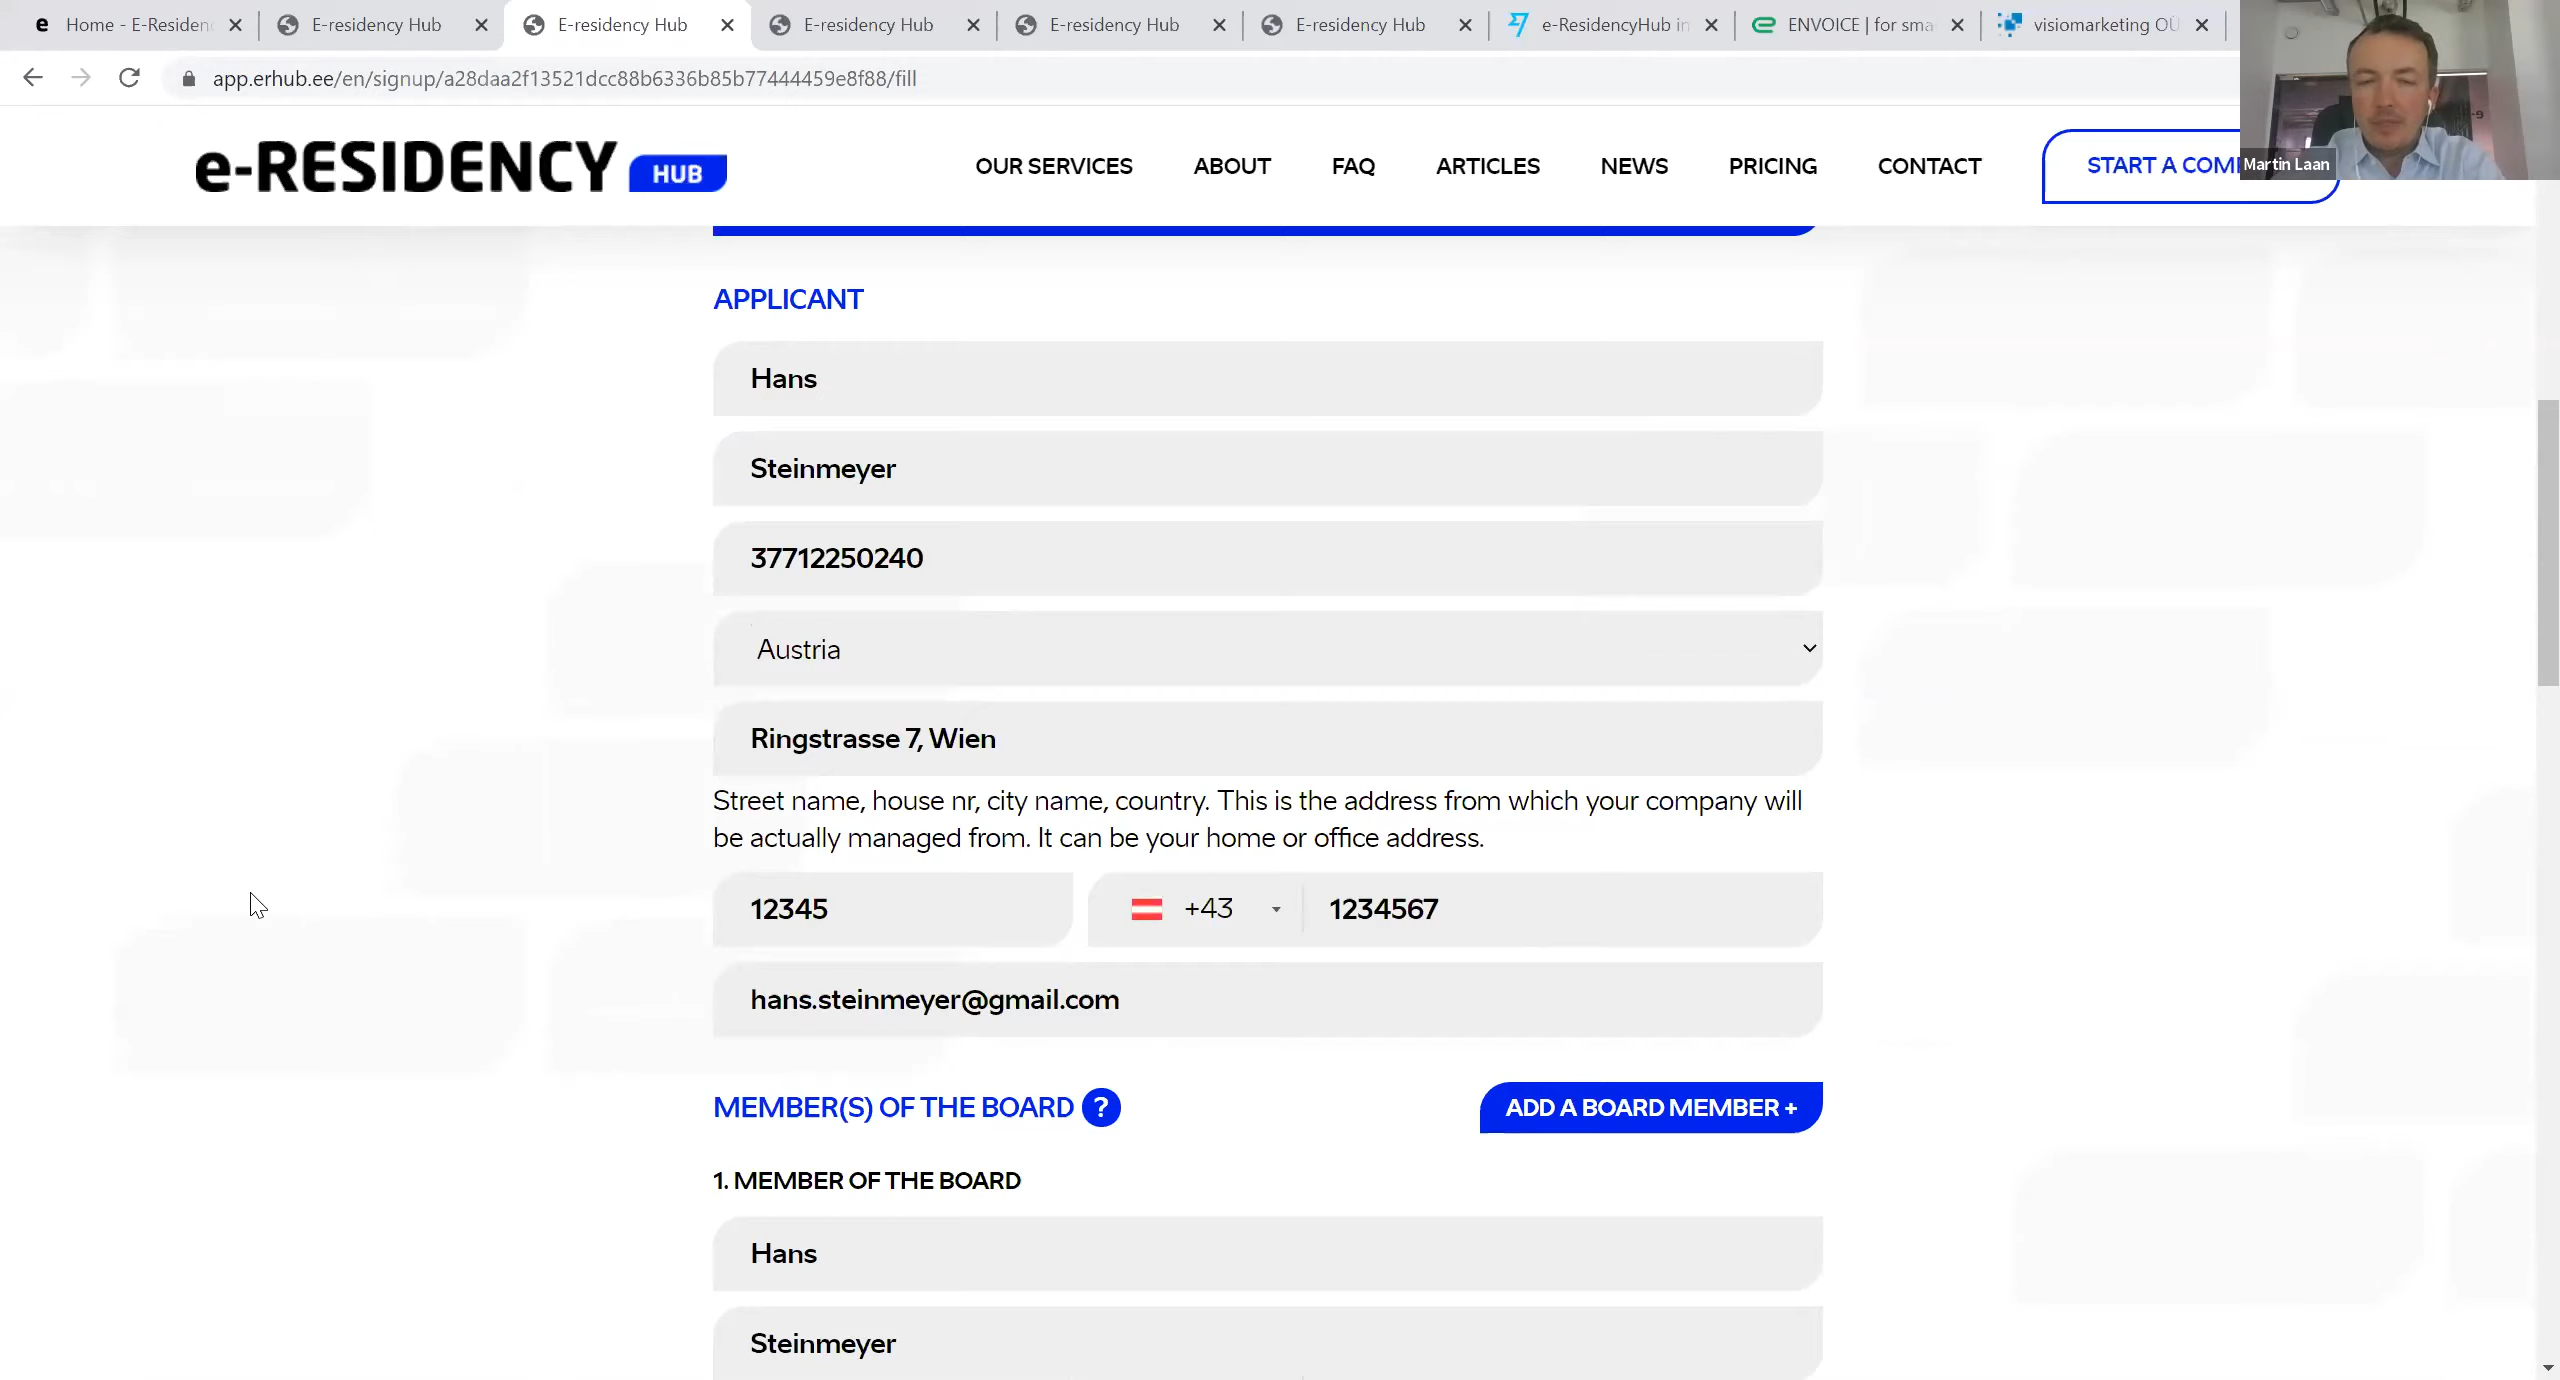 Home - E-Residen
E-residency Hub
E-residency Hub
E-residency Hub
E-residency Hub
E-residency Hub
e-ResidencyHub in
ENVOICE | for sma
visiomarketing OÜ
app.erhub.ee/en/signup/a28daa2f13521dcc88b6336b85b77444459e8f88/fill
e-RESIDENCY HUB
OUR SERVICES
ABOUT
FAQ
ARTICLES
NEWS
PRICING
CONTACT
START A COM
Martin Laan
APPLICANT
Hans
Steinmeyer
37712250240
Austria
Ringstrasse 7, Wien
Street name, house nr, city name, country. This is the address from which your company will
be actually managed from. It can be your home or office address.
12345
+43
1234567
hans.steinmeyer@gmail.com
MEMBER(S) OF THE BOARD ?
ADD A BOARD MEMBER +
1. MEMBER OF THE BOARD
Hans
Steinmeyer